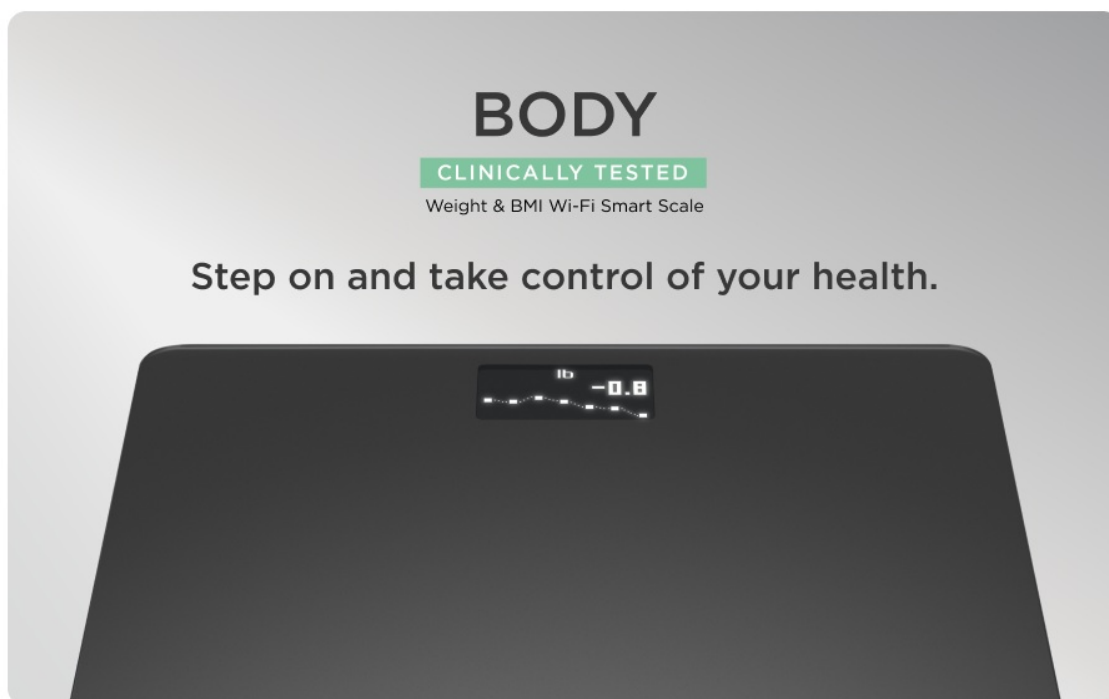 BODY
CLINICALLY TESTED
Weight & BMI Wi-Fi Smart Scale
Step on and take control of your health.
lb
-0.8